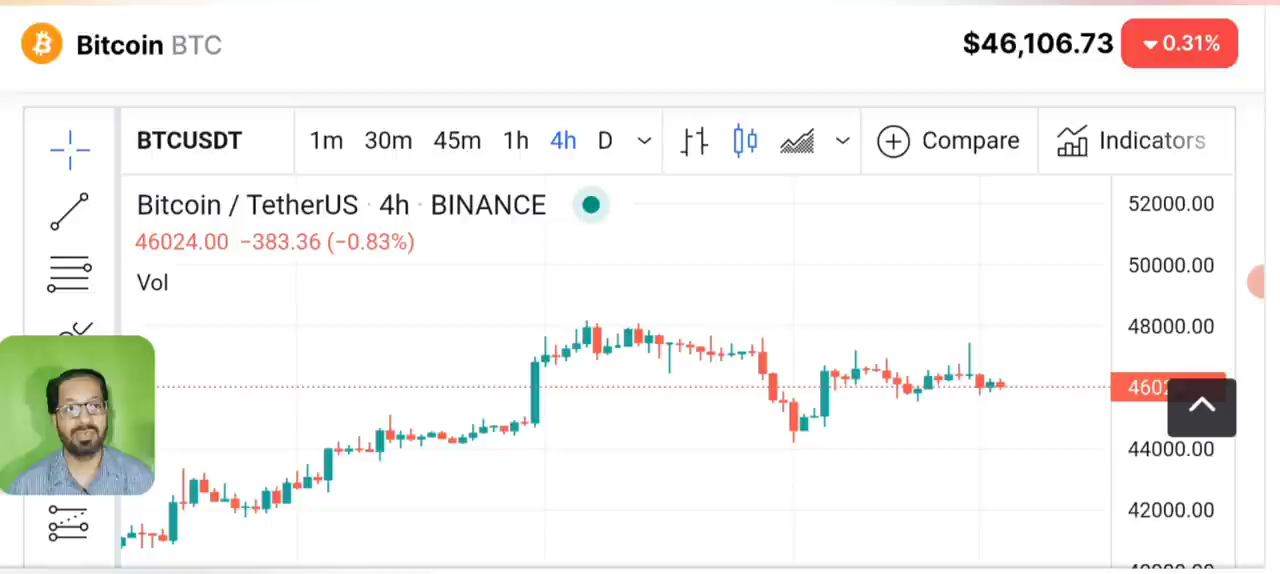 Bitcoin BTC $46,106.73 0.31%
BTCUSDT 1m 30m 45m 1h 4h D Compare Indicators
Bitcoin / TetherUS · 4h · BINANCE
46024.00 −383.36 (−0.83%)
Vol
52000.00
50000.00
48000.00
4602
44000.00
42000.00